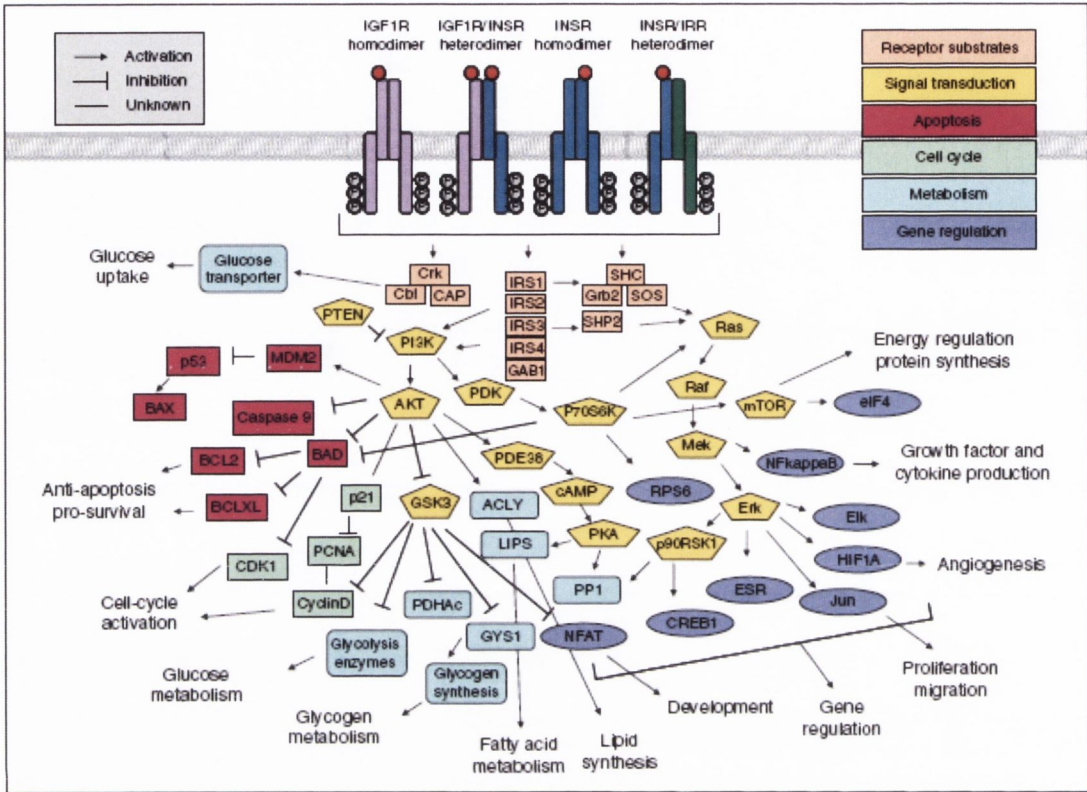 IGF1R
homodimer
IGF1R/INSR
heterodimer
INSR
homodimer
INSR/IRR
heterodimer
Activation
Inhibition
Unknown
Receptor substrates
Signal transduction
Apoptosis
Cell cycle
Metabolism
Gene regulation
Glucose
uptake
Glucose
transporter
Crk
Cbl
CAP
IRS1
IRS2
IRS3
IRS4
GAB1
SHC
Grb2
SOS
SHP2
PTEN
PI3K
Ras
Energy regulation
protein synthesis
p53
MDM2
BAX
AKT
PDK
P70S6K
Raf
mTOR
eIF4
Caspase 9
Mek
BCL2
BAD
PDE3B
NFkappaB
Growth factor and
cytokine production
Anti-apoptosis
pro-survival
BCLXL
p21
GSK3
ACLY
cAMP
RPS6
Erk
Elk
PCNA
LIPS
PKA
p90RSK1
HIF1A
Angiogenesis
CDK1
CyclinD
PDHAc
PP1
ESR
Jun
Cell-cycle
activation
GYS1
NFAT
CREB1
Glycolysis
enzymes
Glucose
metabolism
Glycogen
synthesis
Proliferation
migration
Glycogen
metabolism
Development
Gene
regulation
Fatty acid
metabolism
Lipid
synthesis